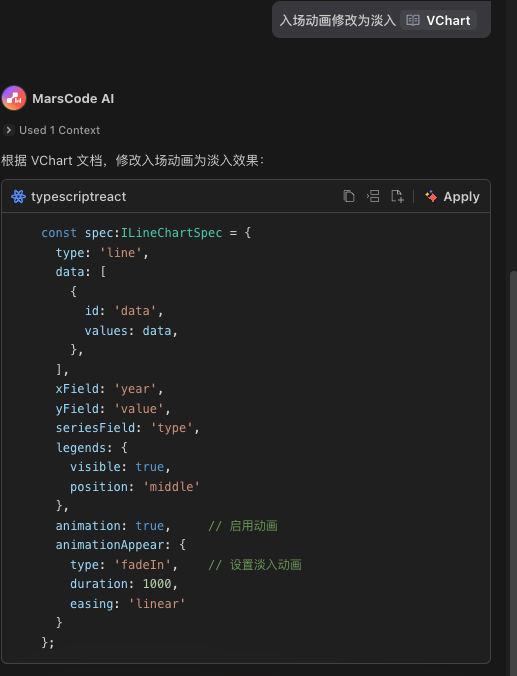 入场动画修改为淡入 VChart
MarsCode AI
Used 1 Context
根据 VChart 文档，修改入场动画为淡入效果：
typescriptreact Apply
const spec:ILineChartSpec = {
  type: 'line',
  data: [
    {
      id: 'data',
      values: data,
    },
  ],
  xField: 'year',
  yField: 'value',
  seriesField: 'type',
  legends: {
    visible: true,
    position: 'middle'
  },
  animation: true,     // 启用动画
  animationAppear: {
    type: 'fadeIn',    // 设置淡入动画
    duration: 1000,
    easing: 'linear'
  }
};